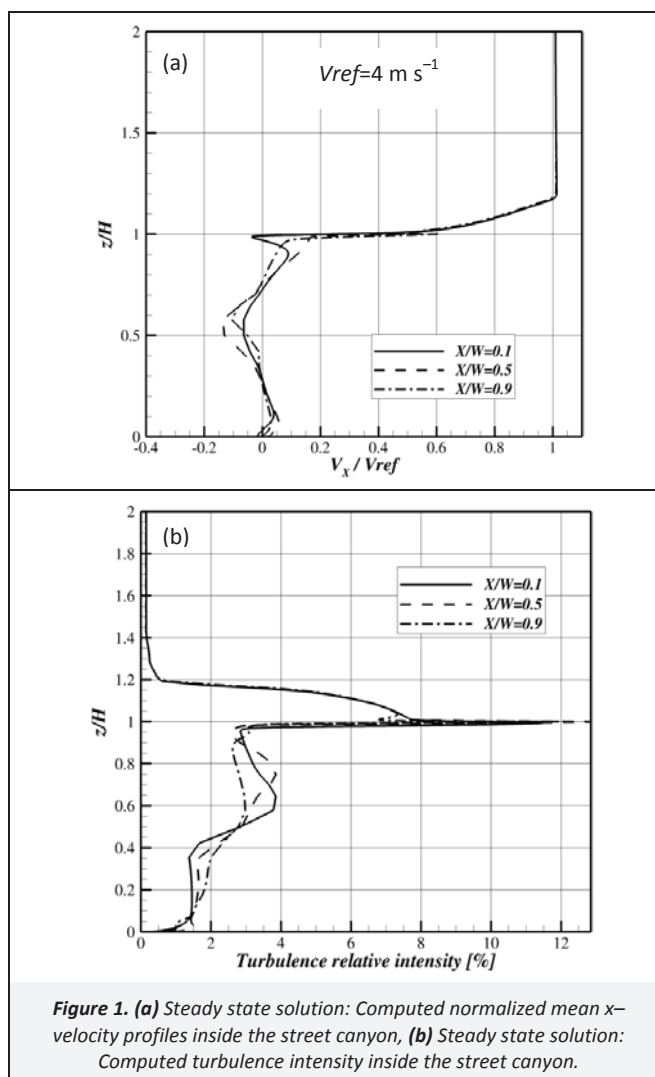 2
(a)
Vref=4 m s–1
1.5
z/H
1
0.5
X/W=0.1
X/W=0.5
X/W=0.9
0
-0.4 -0.2 0 0.2 0.4 0.6 0.8 1
VX / Vref
2
(b)
1.8
X/W=0.1
1.6
X/W=0.5
X/W=0.9
1.4
1.2
z/H
1
0.8
0.6
0.4
0.2
0
0 2 4 6 8 10 12
Turbulence relative intensity [%]
Figure 1. (a) Steady state solution: Computed normalized mean x–
velocity profiles inside the street canyon, (b) Steady state solution:
Computed turbulence intensity inside the street canyon.